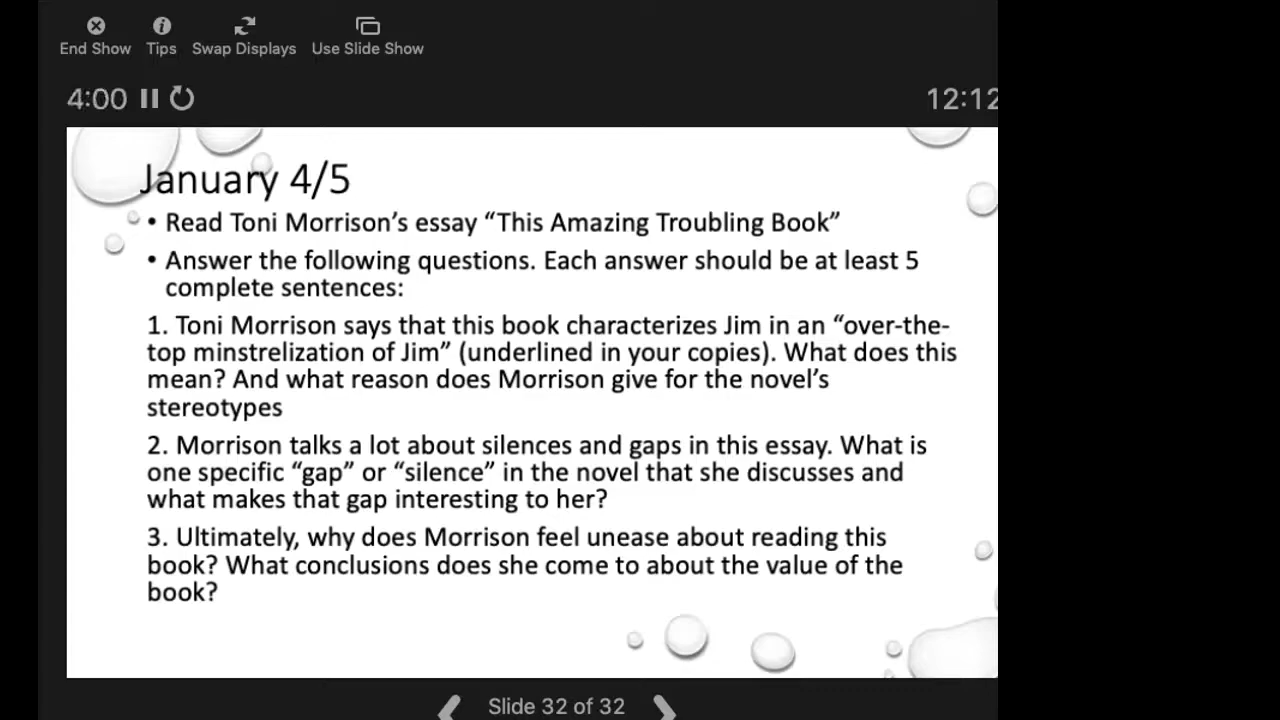 End Show Tips Swap Displays Use Slide Show
4:00 12:12
January 4/5
• Read Toni Morrison’s essay “This Amazing Troubling Book”
• Answer the following questions. Each answer should be at least 5
complete sentences:
1. Toni Morrison says that this book characterizes Jim in an “over-the-
top minstrelization of Jim” (underlined in your copies). What does this
mean? And what reason does Morrison give for the novel’s
stereotypes
2. Morrison talks a lot about silences and gaps in this essay. What is
one specific “gap” or “silence” in the novel that she discusses and
what makes that gap interesting to her?
3. Ultimately, why does Morrison feel unease about reading this
book? What conclusions does she come to about the value of the
book?
Slide 32 of 32